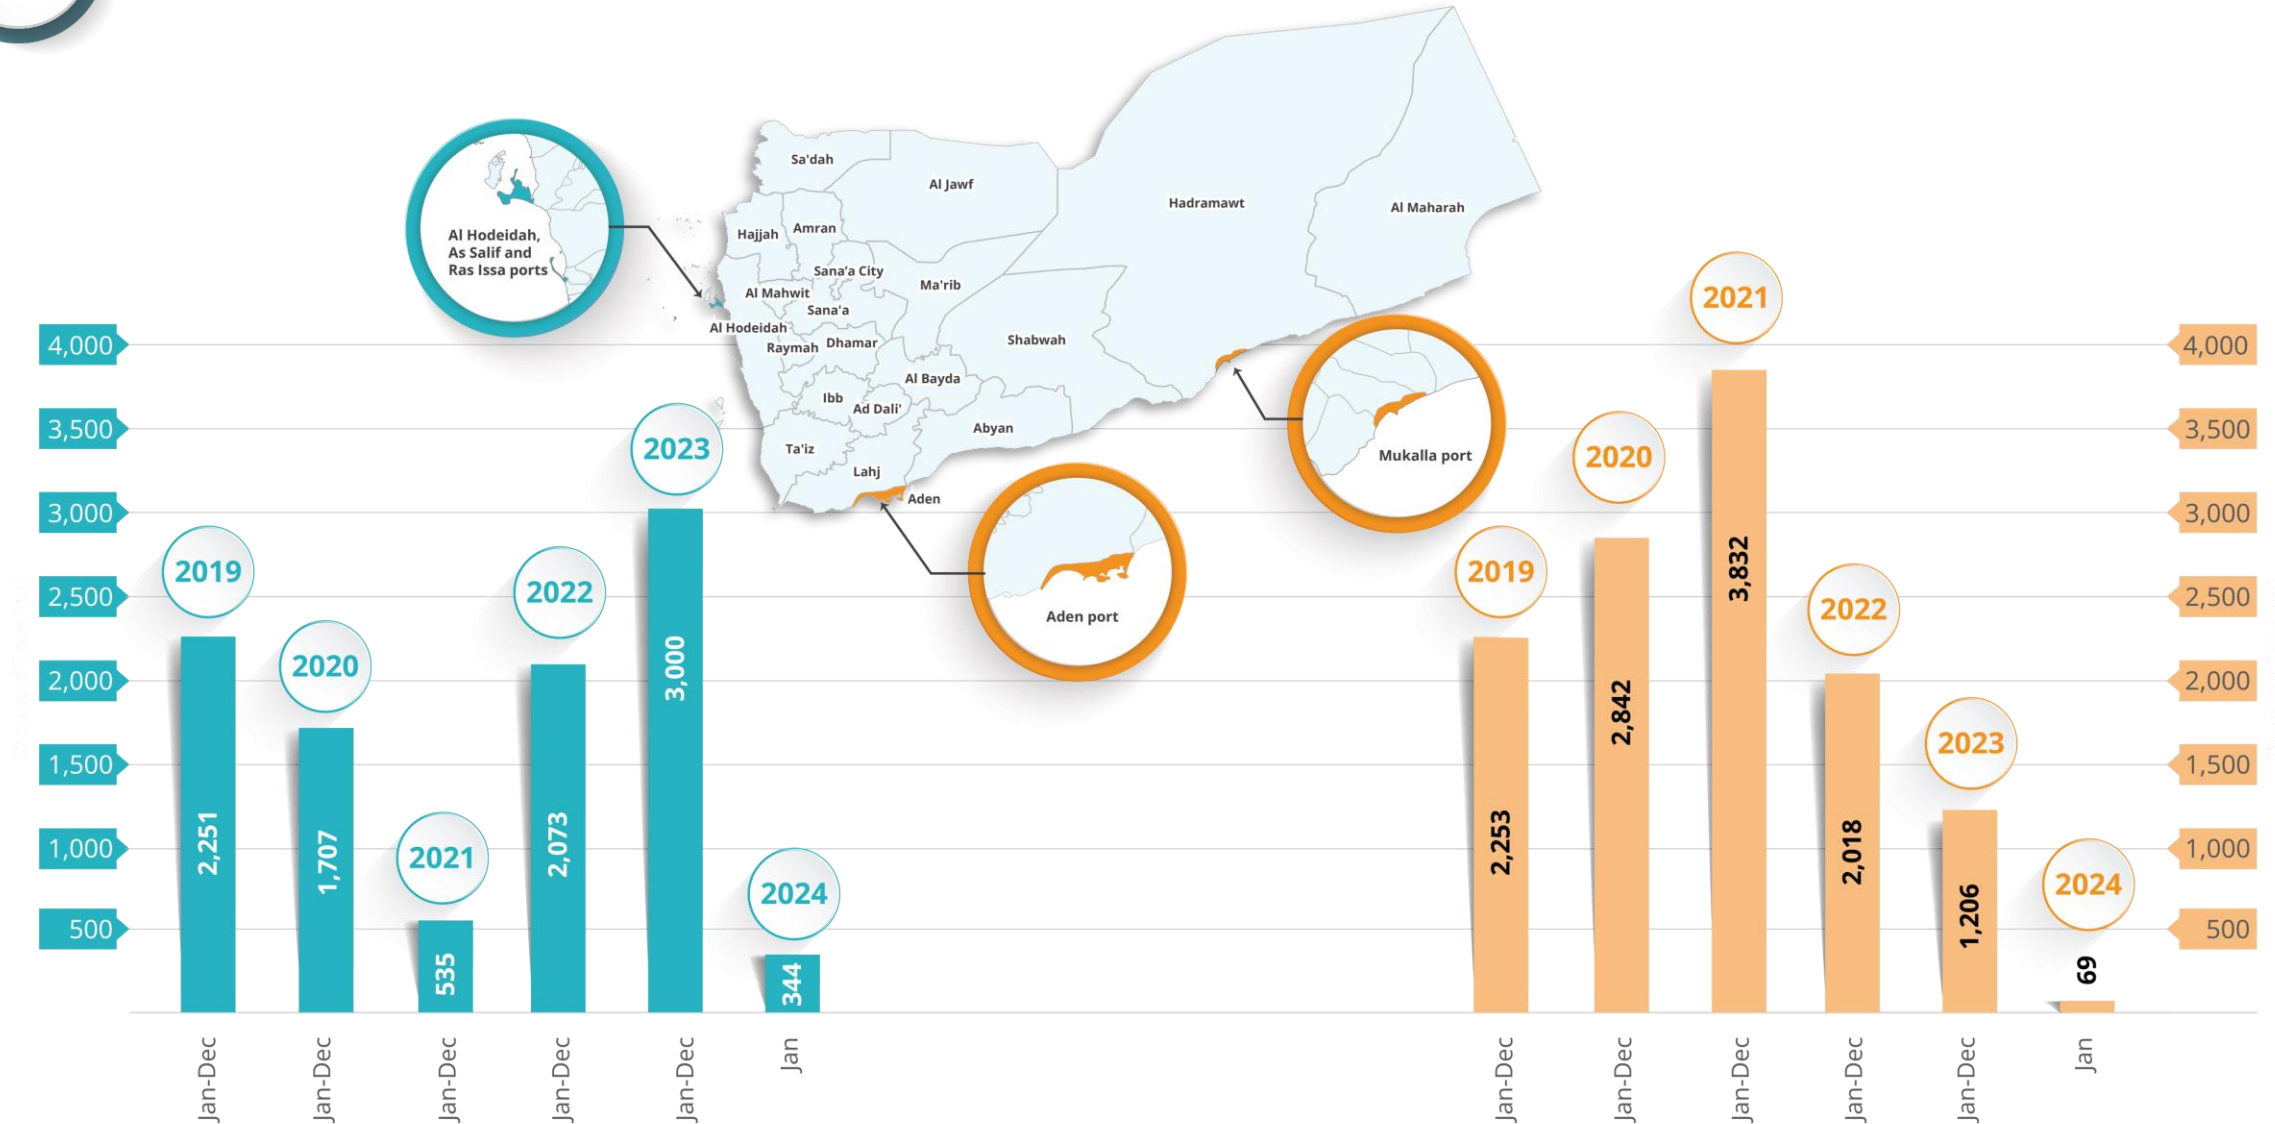 Sa'dah
Al Jawf
Hadramawt
Al Maharah
Hajjah
Amran
Sana'a City
Ma'rib
Al Mahwit
Sana'a
Al Hodeidah
Raymah
Dhamar
Shabwah
Al Bayda
Ibb
Ad Dali'
Abyan
Ta'iz
Lahj
Aden
Al Hodeidah,
As Salif and
Ras Issa ports
Mukalla port
Aden port
4,000
3,500
3,000
2,500
2,000
1,500
1,000
500
2019
2020
2021
2022
2023
2024
2,251
1,707
535
2,073
3,000
344
Jan-Dec
Jan-Dec
Jan-Dec
Jan-Dec
Jan-Dec
Jan
2019
2020
2021
2022
2023
2024
2,253
2,842
3,832
2,018
1,206
69
Jan-Dec
Jan-Dec
Jan-Dec
Jan-Dec
Jan-Dec
Jan
4,000
3,500
3,000
2,500
2,000
1,500
1,000
500